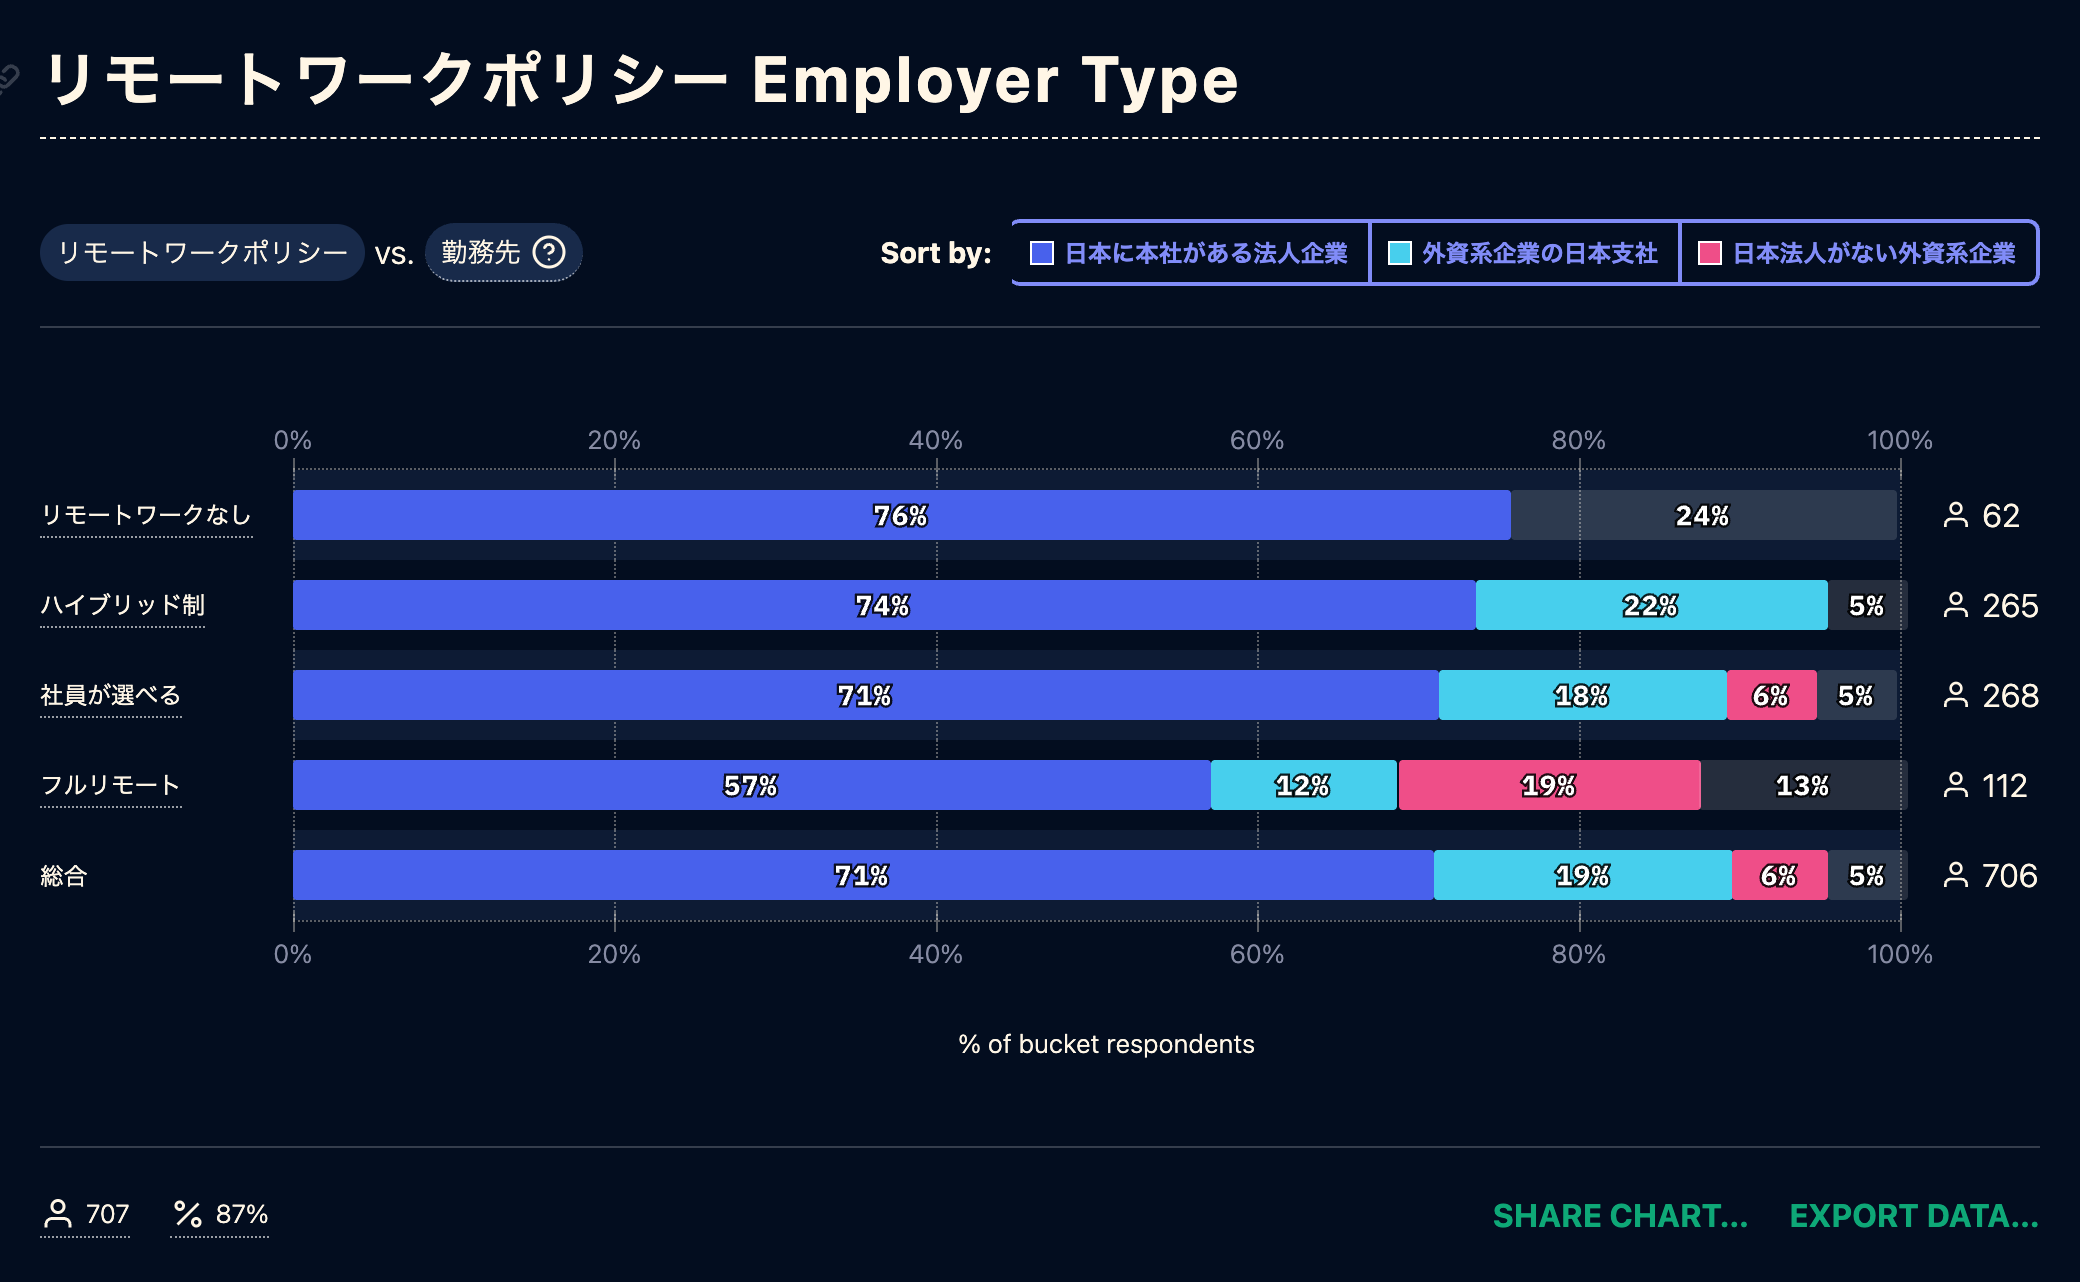 リモートワークポリシー Employer Type
リモートワークポリシー vs. 勤務先 ?
Sort by: 日本に本社がある法人企業 外資系企業の日本支社 日本法人がない外資系企業
0% 20% 40% 60% 80% 100%
リモートワークなし 76% 24% 62
ハイブリッド制 74% 22% 5% 265
社員が選べる 71% 18% 6% 5% 268
フルリモート 57% 12% 19% 13% 112
総合 71% 19% 6% 5% 706
0% 20% 40% 60% 80% 100%
% of bucket respondents
707 87% SHARE CHART... EXPORT DATA...